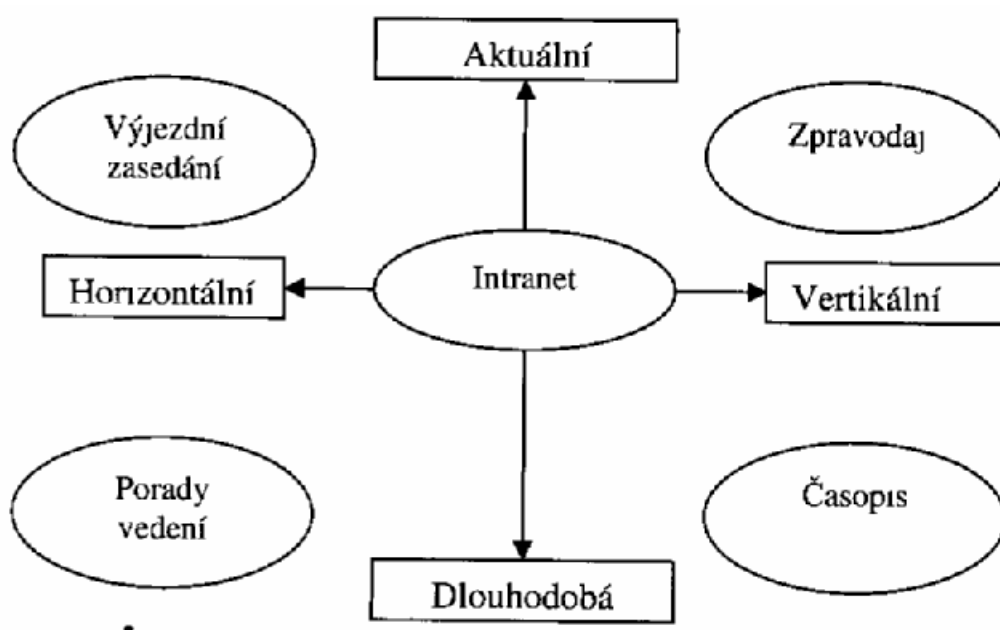 Aktuální
Výjezdní
zasedání
Zpravodaj
Intranet
Horizontální
Vertikální
Porady
vedení
Časopis
Dlouhodobá